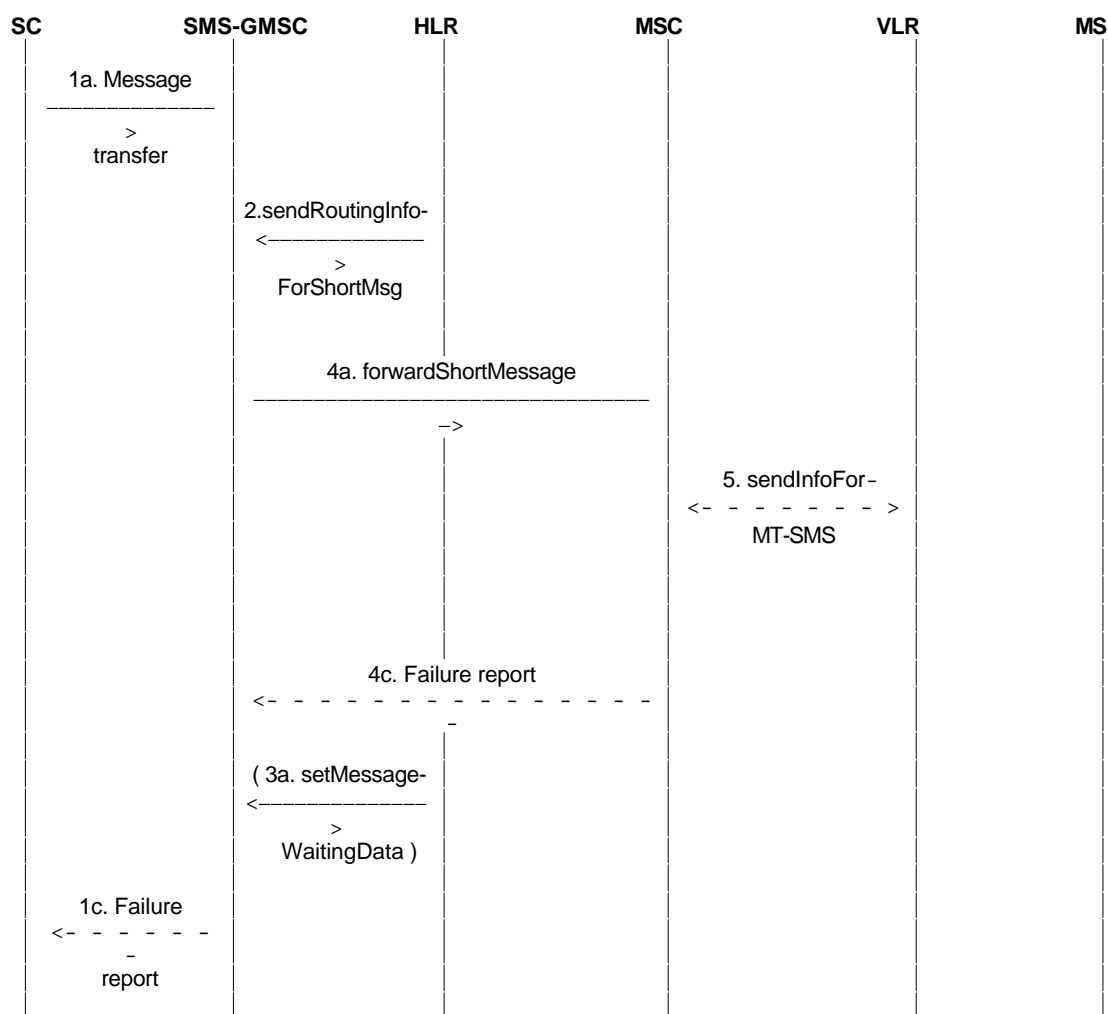 SC SMS-GMSC HLR MSC VLR MS
1a. Message
transfer
2.sendRoutingInfo-
ForShortMsg
4a. forwardShortMessage
5. sendInfoFor-
MT-SMS
4c. Failure report
( 3a. setMessage-
WaitingData )
1c. Failure
report